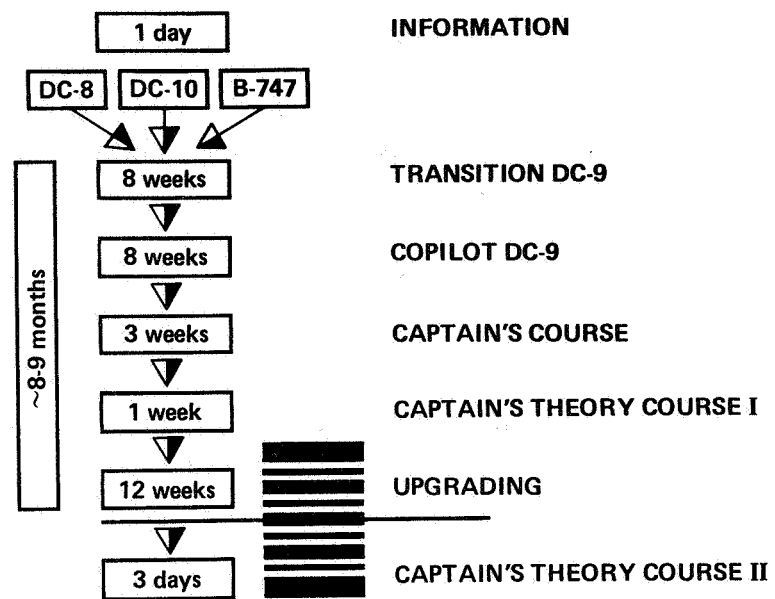 1 day INFORMATION
DC-8 DC-10 B-747
8 weeks TRANSITION DC-9
8 weeks COPILOT DC-9
3 weeks CAPTAIN'S COURSE
~8-9 months
1 week CAPTAIN'S THEORY COURSE I
12 weeks UPGRADING
3 days CAPTAIN'S THEORY COURSE II